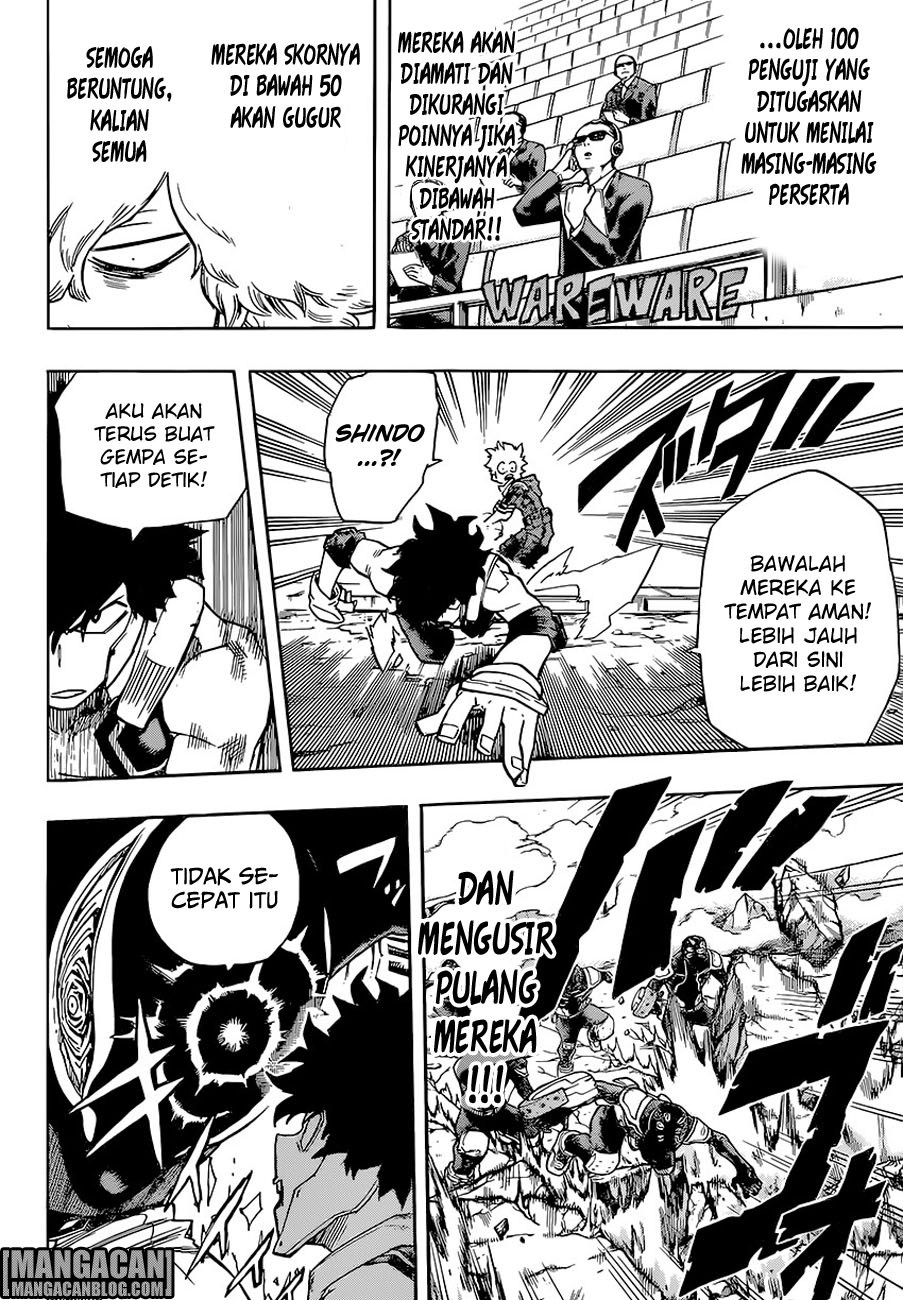 ...OLEH 100
PENGUJI YANG
DITUGASKAN
UNTUK MENILAI
MASING-MASING
PERSERTA
MEREKA AKAN
DIAMATI DAN
DIKURANGI
POINNYA JIKA
KINERJANYA
DIBAWAH
STANDAR!!
WAREWARE
MEREKA SKORNYA
DI BAWAH 50
AKAN GUGUR
SEMOGA
BERUNTUNG,
KALIAN
SEMUA
BAWALAH
MEREKA KE
TEMPAT AMAN!
LEBIH JAUH
DARI SINI
LEBIH BAIK!
SHINDO
...?!
AKU AKAN
TERUS BUAT
GEMPA SE-
TIAP DETIK!
DAN
MENGUSIR
PULANG
MEREKA
!!!
TIDAK SE-
CEPAT ITU
MANGACAN
MANGACANBLOG.COM